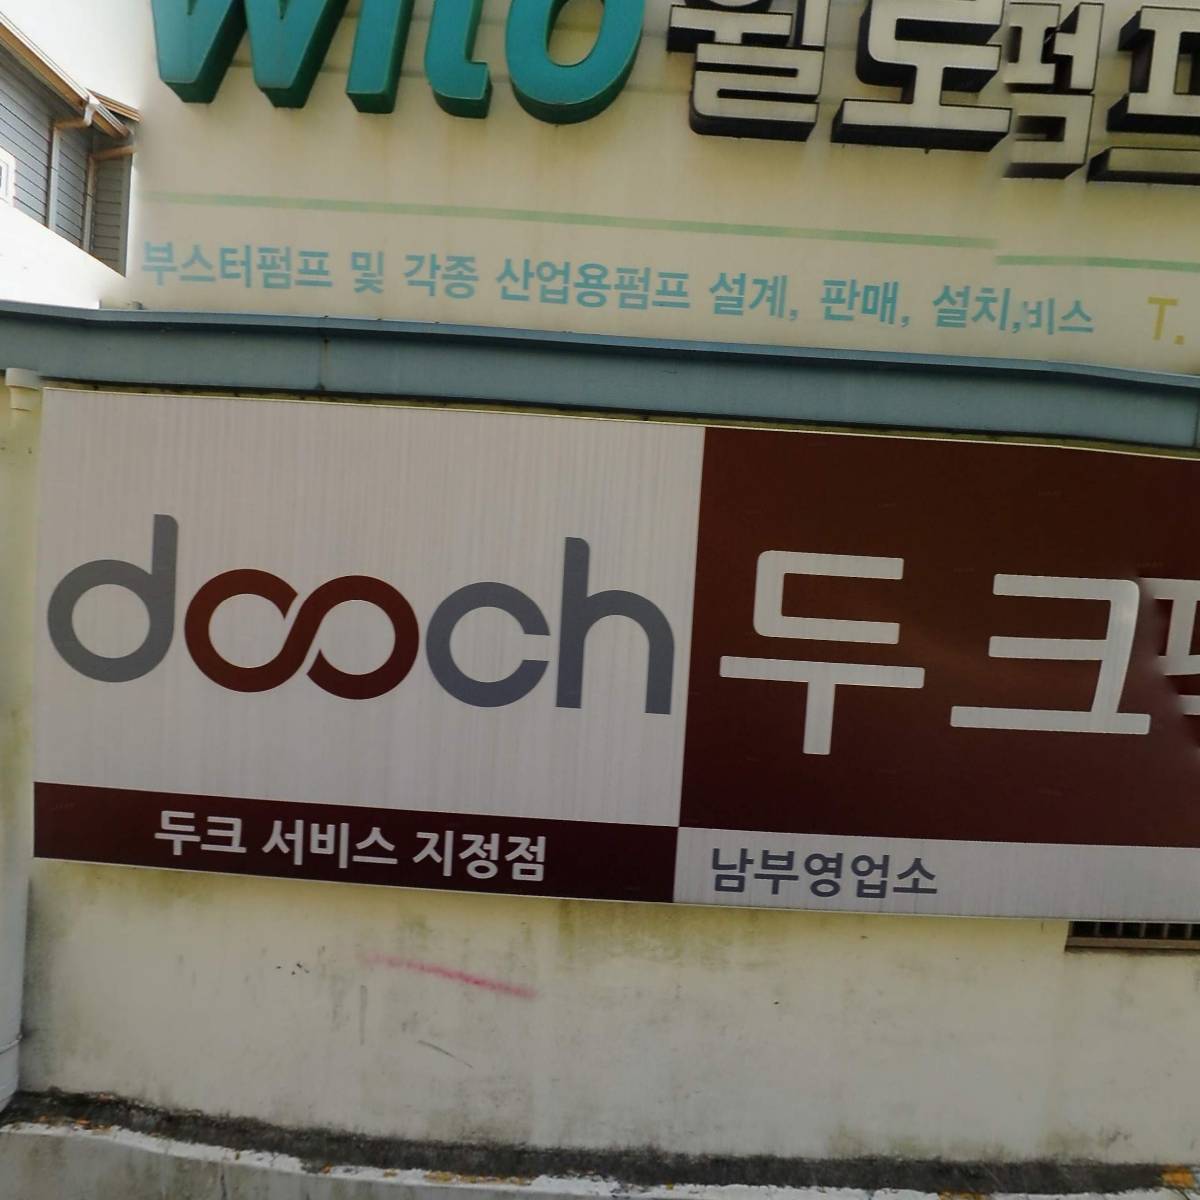 wilo 윌로펌프
부스터펌프 및 각종 산업용펌프 설계, 판매, 설치,비스 T.
dooch 두크
두크 서비스 지정점 남부영업소